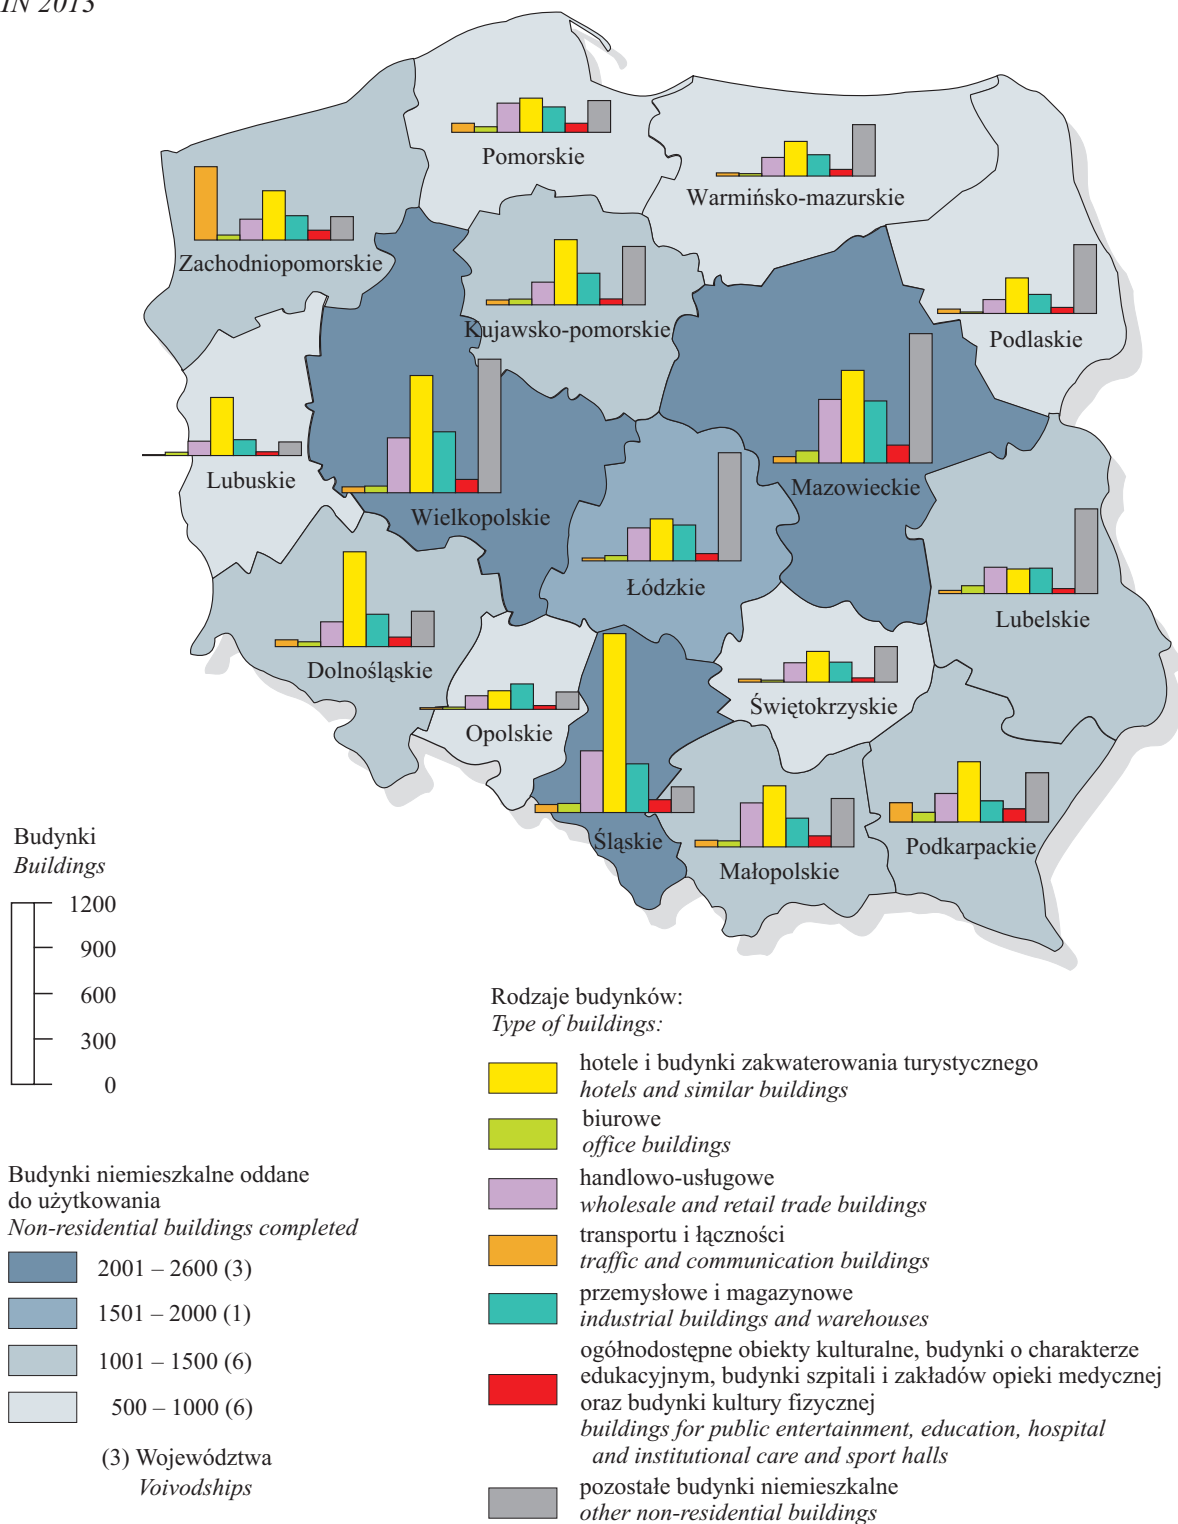 IN 2013
Pomorskie
Warmińsko-mazurskie
Zachodniopomorskie
Kujawsko-pomorskie
Podlaskie
Lubuskie
Wielkopolskie
Mazowieckie
Łódzkie
Lubelskie
Dolnośląskie
Opolskie
Świętokrzyskie
Śląskie
Małopolskie
Podkarpackie
Budynki
Buildings
1200
900
600
300
0
Budynki niemieszkalne oddane
do użytkowania
Non-residential buildings completed
2001 – 2600 (3)
1501 – 2000 (1)
1001 – 1500 (6)
500 – 1000 (6)
(3) Województwa
Voivodships
Rodzaje budynków:
Type of buildings:
hotele i budynki zakwaterowania turystycznego
hotels and similar buildings
biurowe
office buildings
handlowo-usługowe
wholesale and retail trade buildings
transportu i łączności
traffic and communication buildings
przemysłowe i magazynowe
industrial buildings and warehouses
ogólnodostępne obiekty kulturalne, budynki o charakterze
edukacyjnym, budynki szpitali i zakładów opieki medycznej
oraz budynki kultury fizycznej
buildings for public entertainment, education, hospital
and institutional care and sport halls
pozostałe budynki niemieszkalne
other non-residential buildings